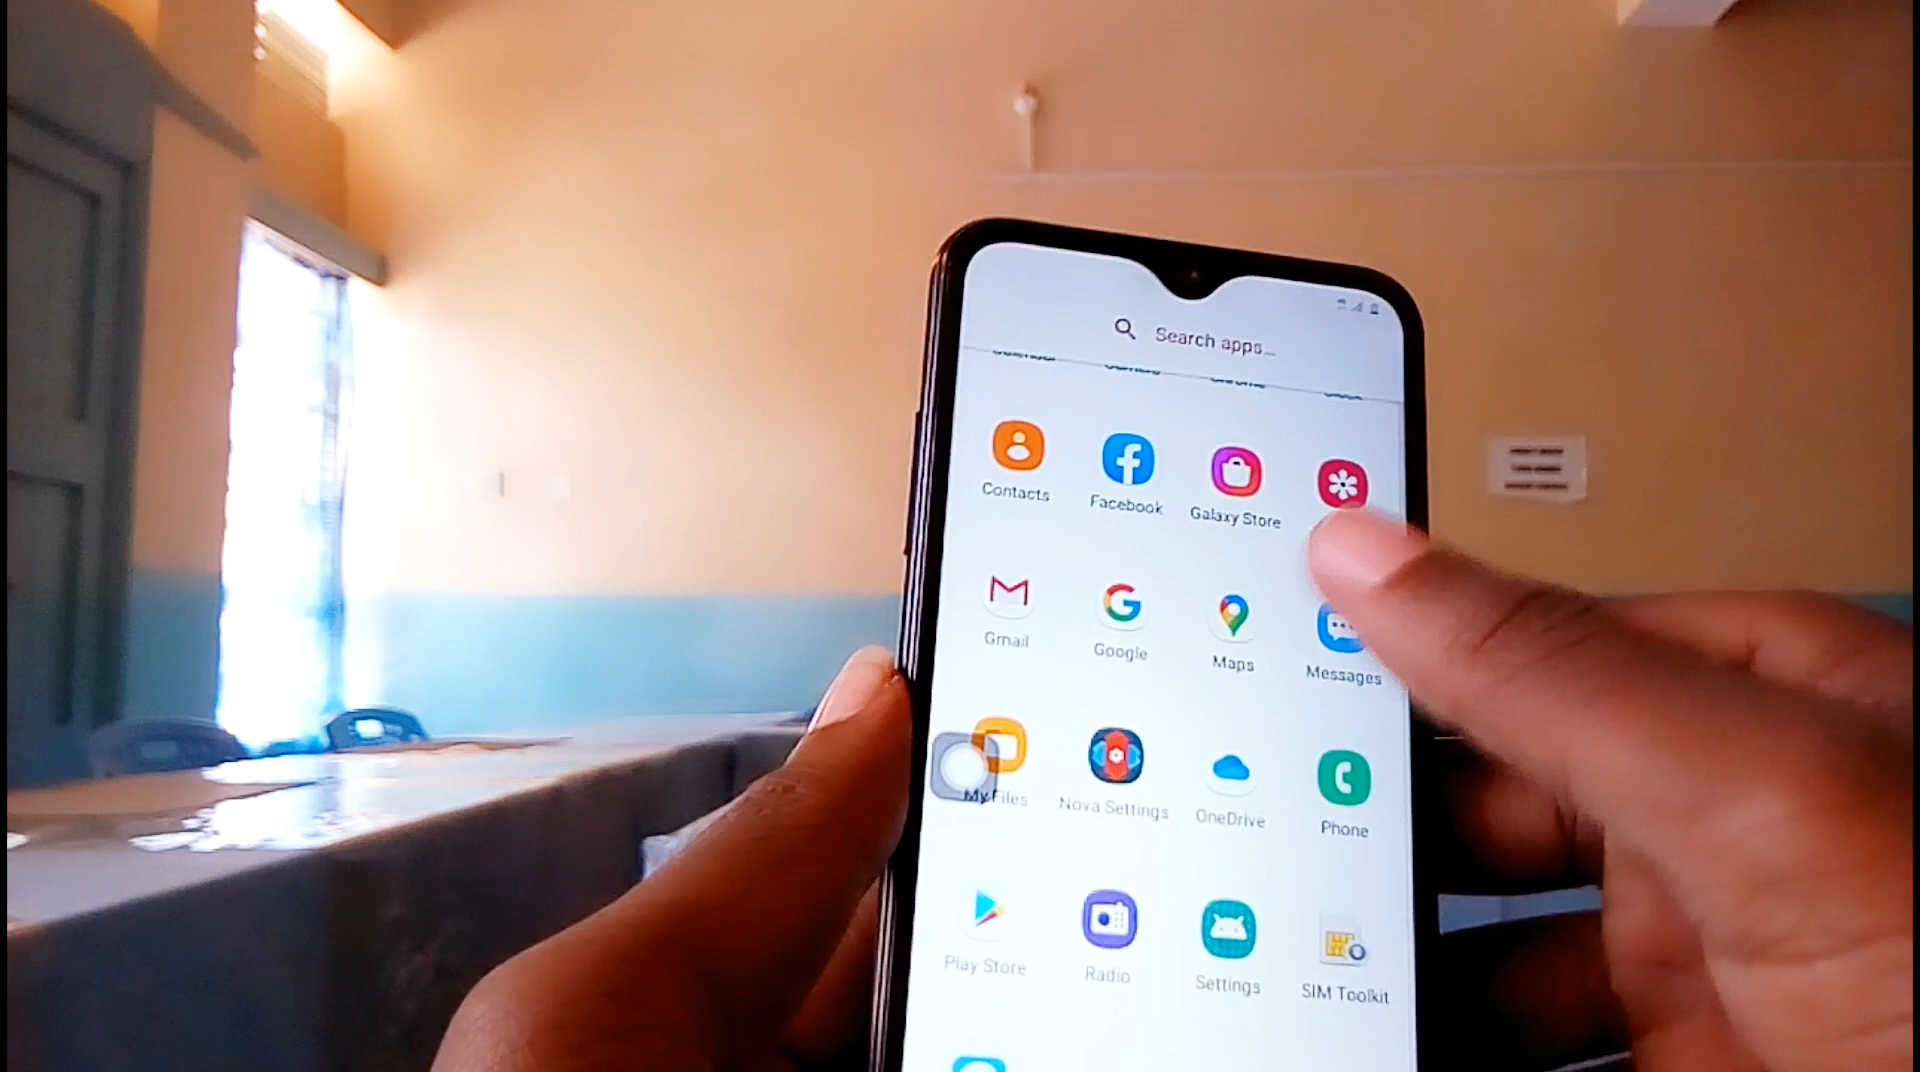 Search apps...
Contacts
Facebook
Galaxy Store
Gmail
Google
Maps
Messages
My Files
Nova Settings
OneDrive
Phone
Play Store
Radio
Settings
SIM Toolkit